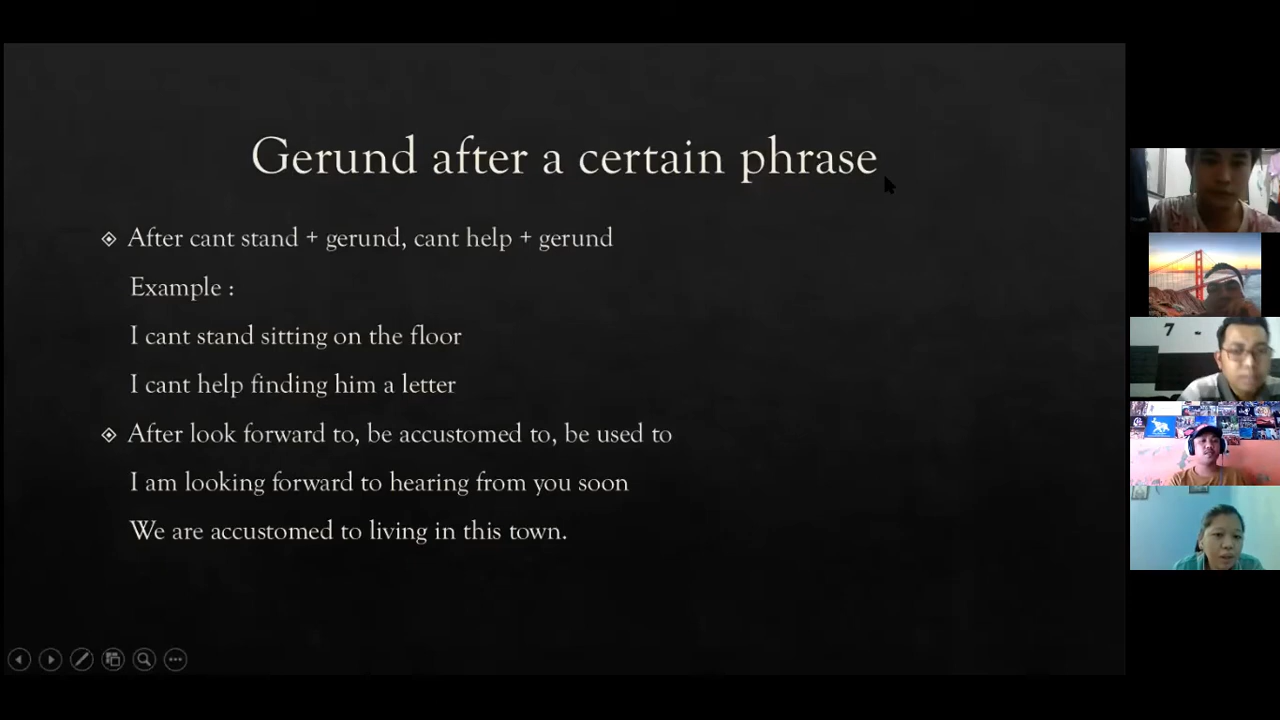 Gerund after a certain phrase
After cant stand + gerund, cant help + gerund
Example :
I cant stand sitting on the floor
I cant help finding him a letter
After look forward to, be accustomed to, be used to
I am looking forward to hearing from you soon
We are accustomed to living in this town.
7 -